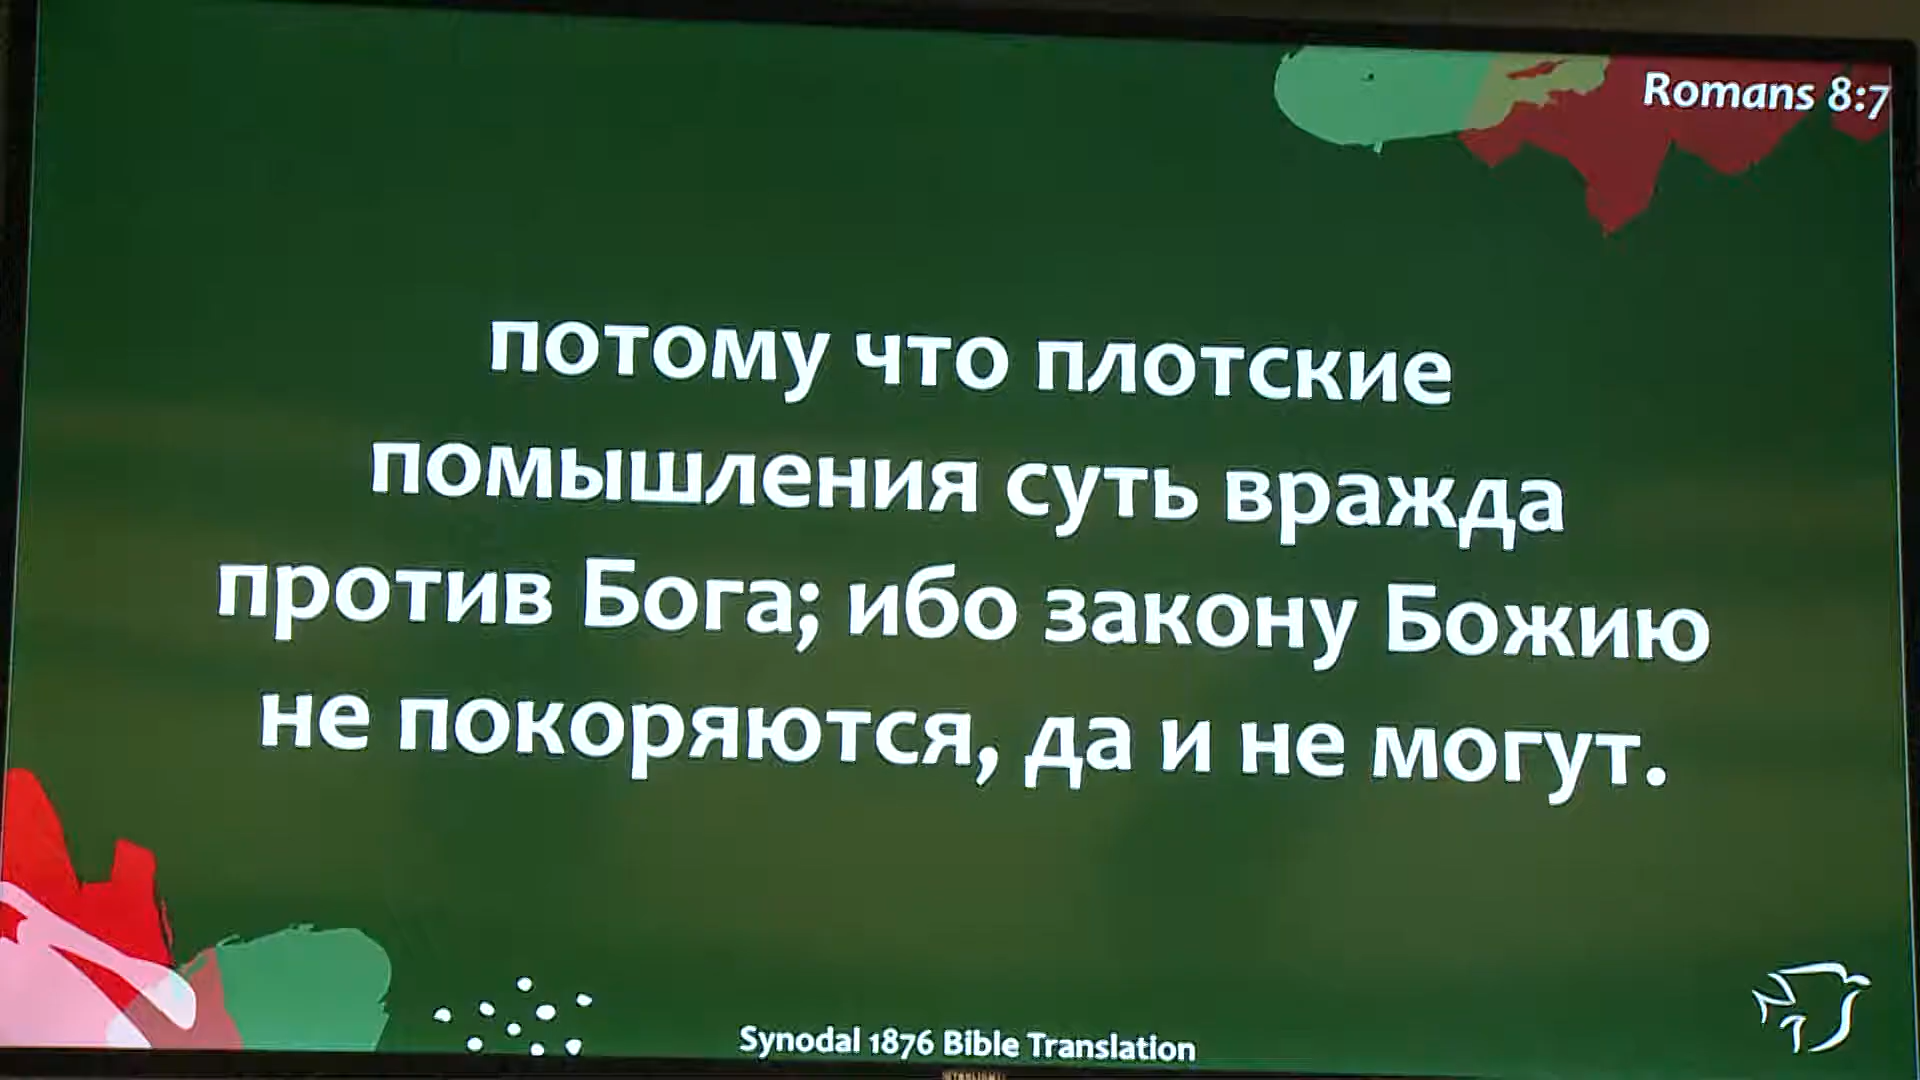 Romans 8:7
потому что плотские
помышления суть вражда
против Бога; ибо закону Божию
не покоряются, да и не могут.
Synodal 1876 Bible Translation